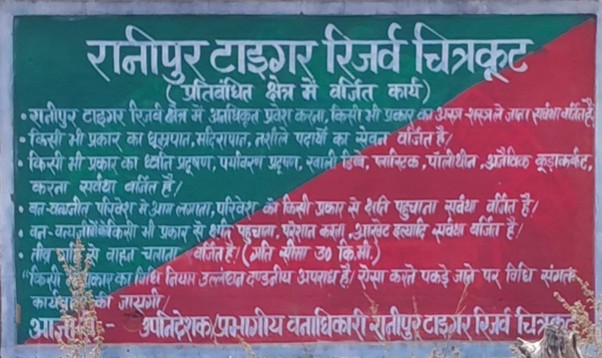 रानीपुर टाइगर रिजर्व चित्रकूट
( प्रतिबंधित क्षेत्र में वर्जित कार्य )
• रानीपुर टाइगर रिजर्व क्षेत्र में अनधिकृत प्रवेश करना, किसी भी प्रकार का अस्त्र शस्त्र ले जाना सर्वथा वर्जित है
• किसी भी प्रकार का धूम्रपान, मदिरापान, नशीले पदार्थो का सेवन वर्जित है।
• किसी भी प्रकार का ध्वनि प्रदूषण, पर्यावरण प्रदूषण, खाली डिब्बे, प्लास्टिक, पॉलीथीन, अजैविक कूड़ाकर्कट,
करना सर्वथा वर्जित है।
• वन-वन्यजीव परिवेश में आग लगाना, परिवेश को किसी प्रकार से क्षति पहुचाना सर्वथा वर्जित है।
• वन-वन्यजीवों को किसी भी प्रकार से क्षति पहुचाना, परेशान करना, आखेट इत्यादि सर्वथा वर्जित है।
• तीव्र से वाहन चलाना वर्जित है। (गति सीमा 30 कि.मी.)
"किसी भी प्रकार का विधि नियम उल्लंघन दण्डनीय अपराध है। ऐसा करते पकड़े जाने पर विधि संगत
कार्यवाही की जायेगी।
आज्ञा से:- उपनिदेशक/प्रभागीय वनाधिकारी रानीपुर टाइगर रिजर्व चित्रकूट